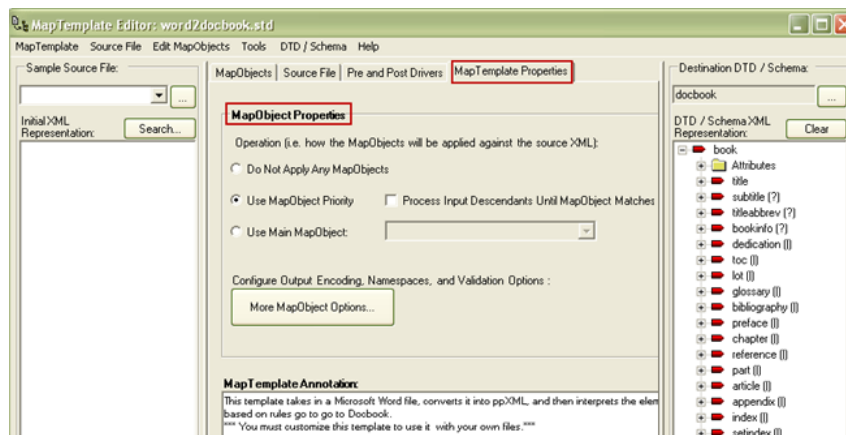 MapTemplate Editor: word2docbook.std
MapTemplate Source File Edit MapObjects Tools DTD / Schema Help
Sample Source File:
...
Initial XML
Representation:
Search...
MapObjects Source File Pre and Post Drivers MapTemplate Properties
MapObject Properties
Operation (i.e. how the MapObjects will be applied against the source XML):
Do Not Apply Any MapObjects
Use MapObject Priority Process Input Descendants Until MapObject Matches
Use Main MapObject:
Configure Output Encoding, Namespaces, and Validation Options :
More MapObject Options...
MapTemplate Annotation:
This template takes in a Microsoft Word file, converts it into ppXML, and then interprets the elem
based on rules go to go to Docbook.
*** You must customize this template to use it with your own files.***
Destination DTD / Schema:
docbook
...
DTD / Schema XML
Representation:
Clear
book
Attributes
title
subtitle (?)
titleabbrev (?)
bookinfo (?)
dedication (|)
toc (|)
lot (|)
glossary (|)
bibliography (|)
preface (|)
chapter (|)
reference (|)
part (|)
article (|)
appendix (|)
index (|)
setindex (|)